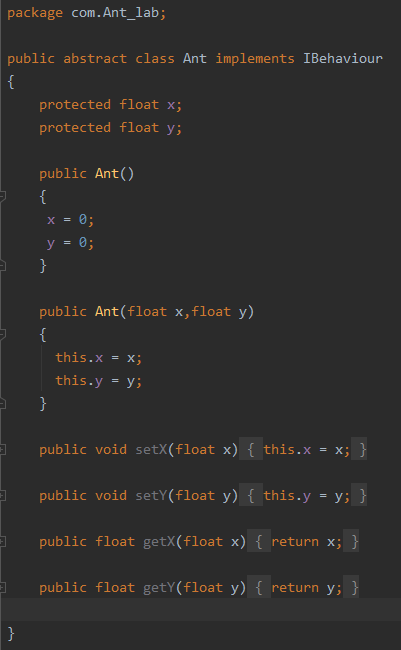 package com.Ant_lab;
public abstract class Ant implements IBehaviour
{
    protected float x;
    protected float y;
    public Ant()
    {
     x = 0;
     y = 0;
    }
    public Ant(float x,float y)
    {
      this.x = x;
      this.y = y;
    }
    public void setX(float x) { this.x = x; }
    public void setY(float y) { this.y = y; }
    public float getX(float x) { return x; }
    public float getY(float y) { return y; }
}